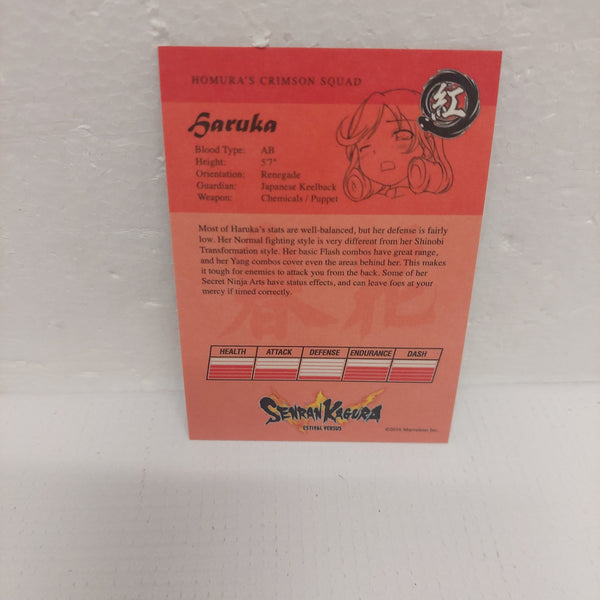 HOMURA'S CRIMSON SQUAD
紅
Haruka
Blood Type: AB
Height: 5'7"
Orientation: Renegade
Guardian: Japanese Keelback
Weapon: Chemicals / Puppet
Most of Haruka's stats are well-balanced, but her defense is fairly
low. Her Normal fighting style is very different from her Shinobi
Transformation style. Her basic Flash combos have great range,
and her Yang combos cover even the areas behind her. This makes
it tough for enemies to attack you from the back. Some of her
Secret Ninja Arts have status effects, and can leave foes at your
mercy if timed correctly.
春花
HEALTH ATTACK DEFENSE ENDURANCE DASH
SENRAN KAGURA
ESTIVAL VERSUS
©2016 Marvelous Inc.